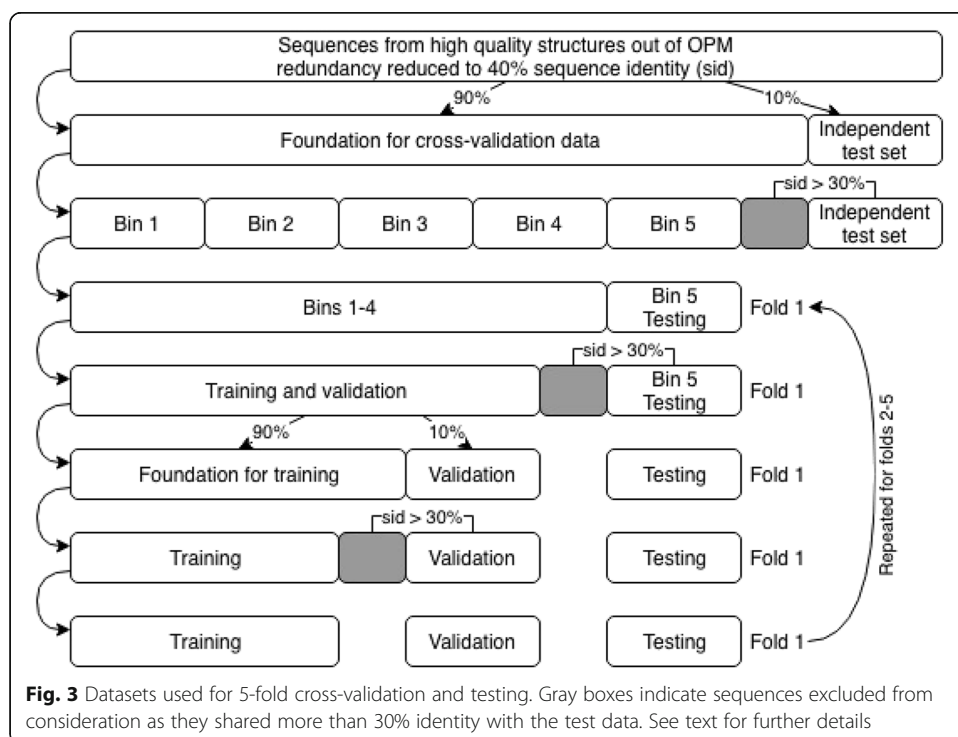 Sequences from high quality structures out of OPM
redundancy reduced to 40% sequence identity (sid)
90%
10%
Foundation for cross-validation data
Independent
test set
sid > 30%
Bin 1
Bin 2
Bin 3
Bin 4
Bin 5
Independent
test set
Bins 1-4
Bin 5
Testing
Fold 1
sid > 30%
Training and validation
Bin 5
Testing
Fold 1
90%
10%
Foundation for training
Validation
Testing
Fold 1
sid > 30%
Training
Validation
Testing
Fold 1
Training
Validation
Testing
Fold 1
Repeated for folds 2-5
Fig. 3 Datasets used for 5-fold cross-validation and testing. Gray boxes indicate sequences excluded from
consideration as they shared more than 30% identity with the test data. See text for further details